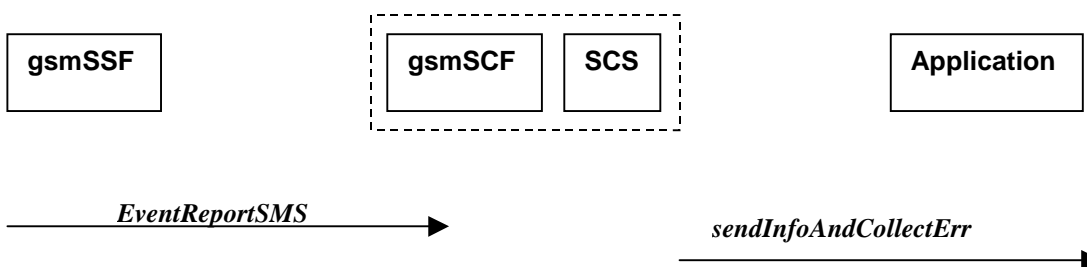 gsmSSF gsmSCF SCS Application
EventReportSMS
sendInfoAndCollectErr